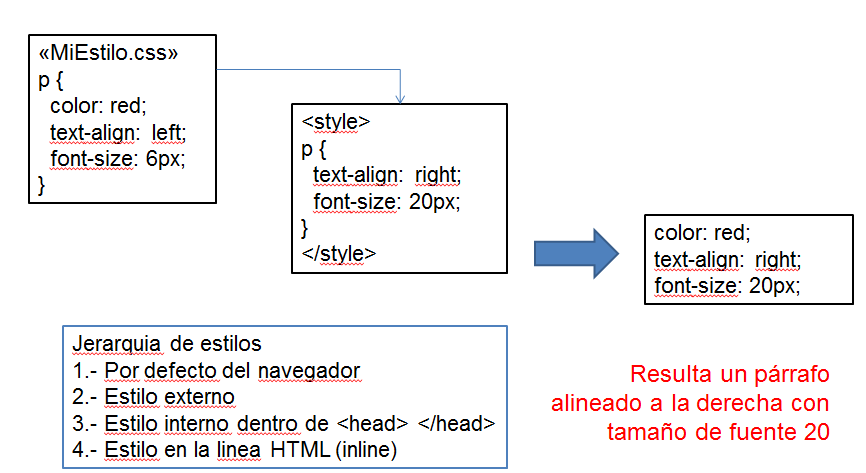 «MiEstilo.css»
p {
color: red;
text-align: left;
font-size: 6px;
}
<style>
p {
text-align: right;
font-size: 20px;
}
</style>
color: red;
text-align: right;
font-size: 20px;
Jerarquia de estilos
1.- Por defecto del navegador
2.- Estilo externo
3.- Estilo interno dentro de <head> </head>
4.- Estilo en la linea HTML (inline)
Resulta un párrafo
alineado a la derecha con
tamaño de fuente 20